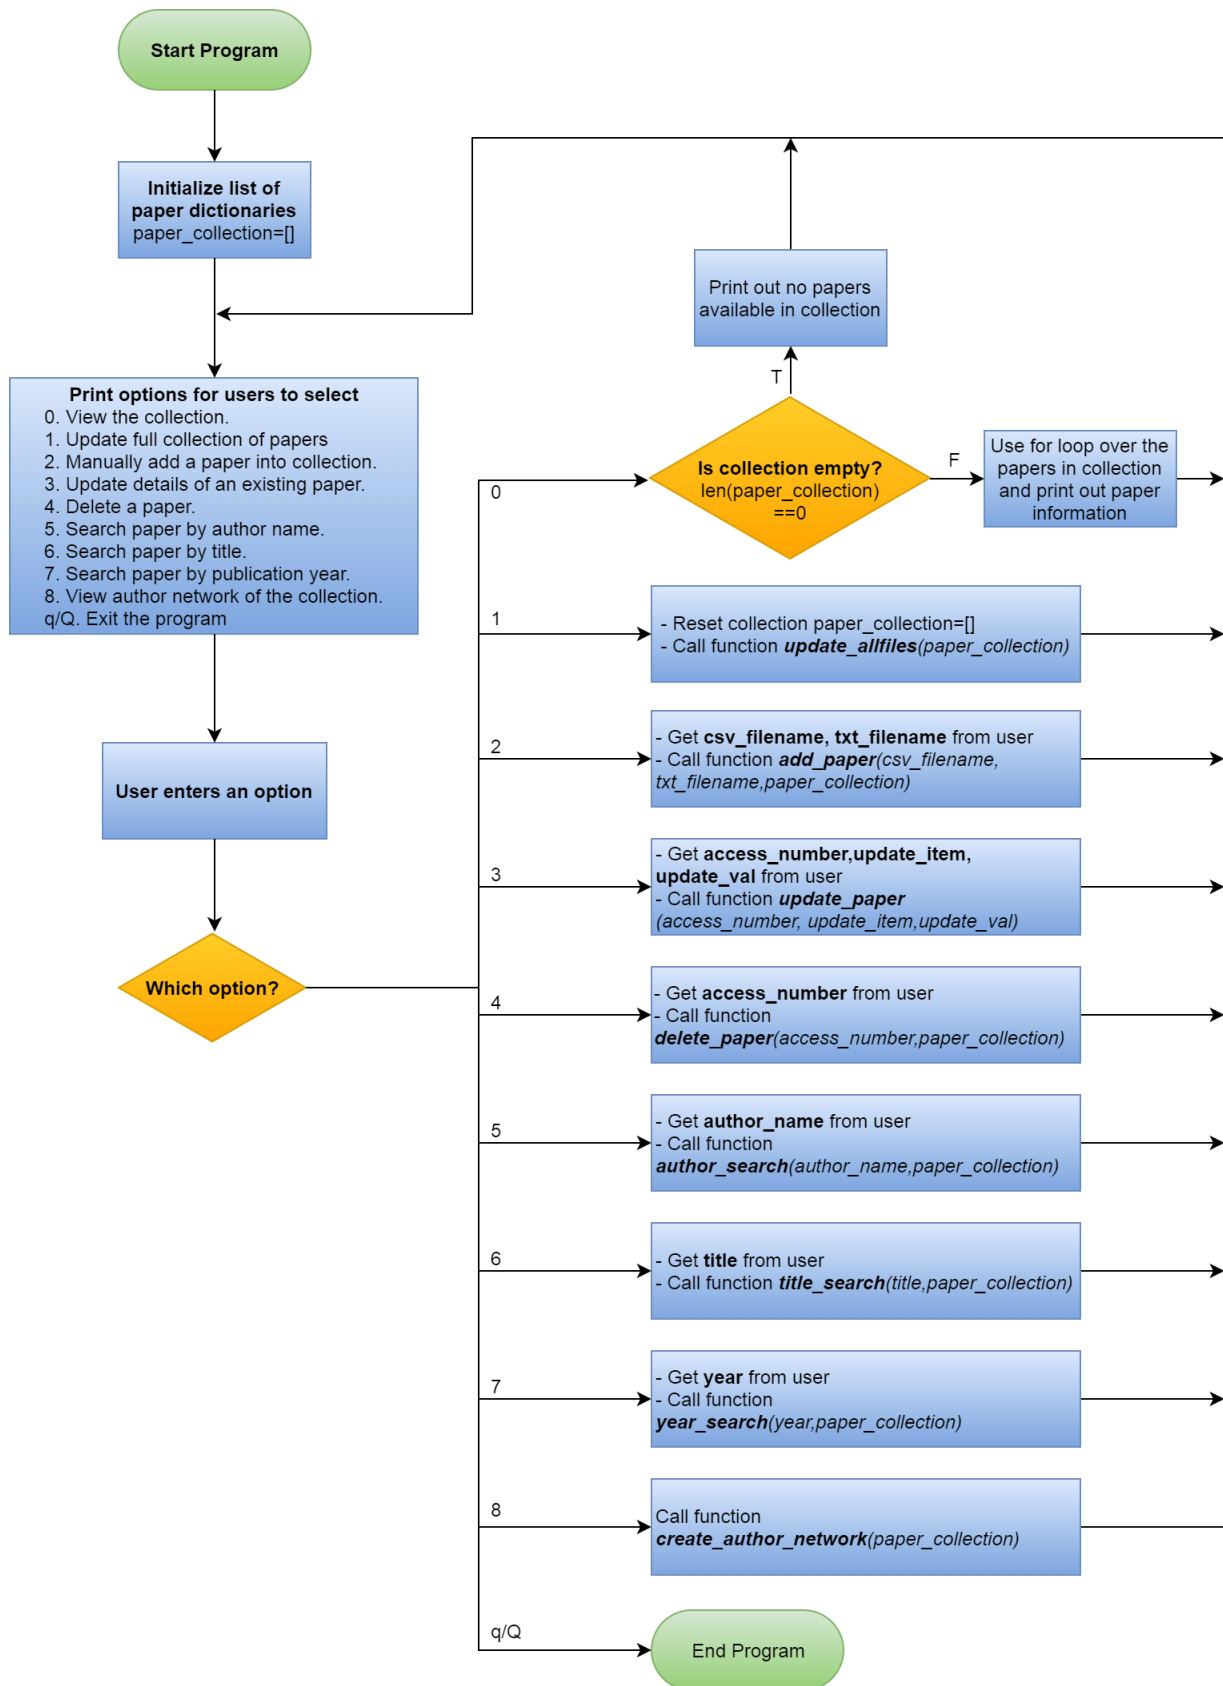 Start Program
Initialize list of
paper dictionaries
paper_collection=[]
Print options for users to select
0. View the collection.
1. Update full collection of papers
2. Manually add a paper into collection.
3. Update details of an existing paper.
4. Delete a paper.
5. Search paper by author name.
6. Search paper by title.
7. Search paper by publication year.
8. View author network of the collection.
q/Q. Exit the program
User enters an option
Which option?
0
Is collection empty?
len(paper_collection)
==0
T
Print out no papers
available in collection
F
Use for loop over the
papers in collection
and print out paper
information
1
- Reset collection paper_collection=[]
- Call function update_allfiles(paper_collection)
2
- Get csv_filename, txt_filename from user
- Call function add_paper(csv_filename,
txt_filename,paper_collection)
3
- Get access_number,update_item,
update_val from user
- Call function update_paper
(access_number, update_item,update_val)
4
- Get access_number from user
- Call function
delete_paper(access_number,paper_collection)
5
- Get author_name from user
- Call function
author_search(author_name,paper_collection)
6
- Get title from user
- Call function title_search(title,paper_collection)
7
- Get year from user
- Call function
year_search(year,paper_collection)
8
Call function
create_author_network(paper_collection)
q/Q
End Program